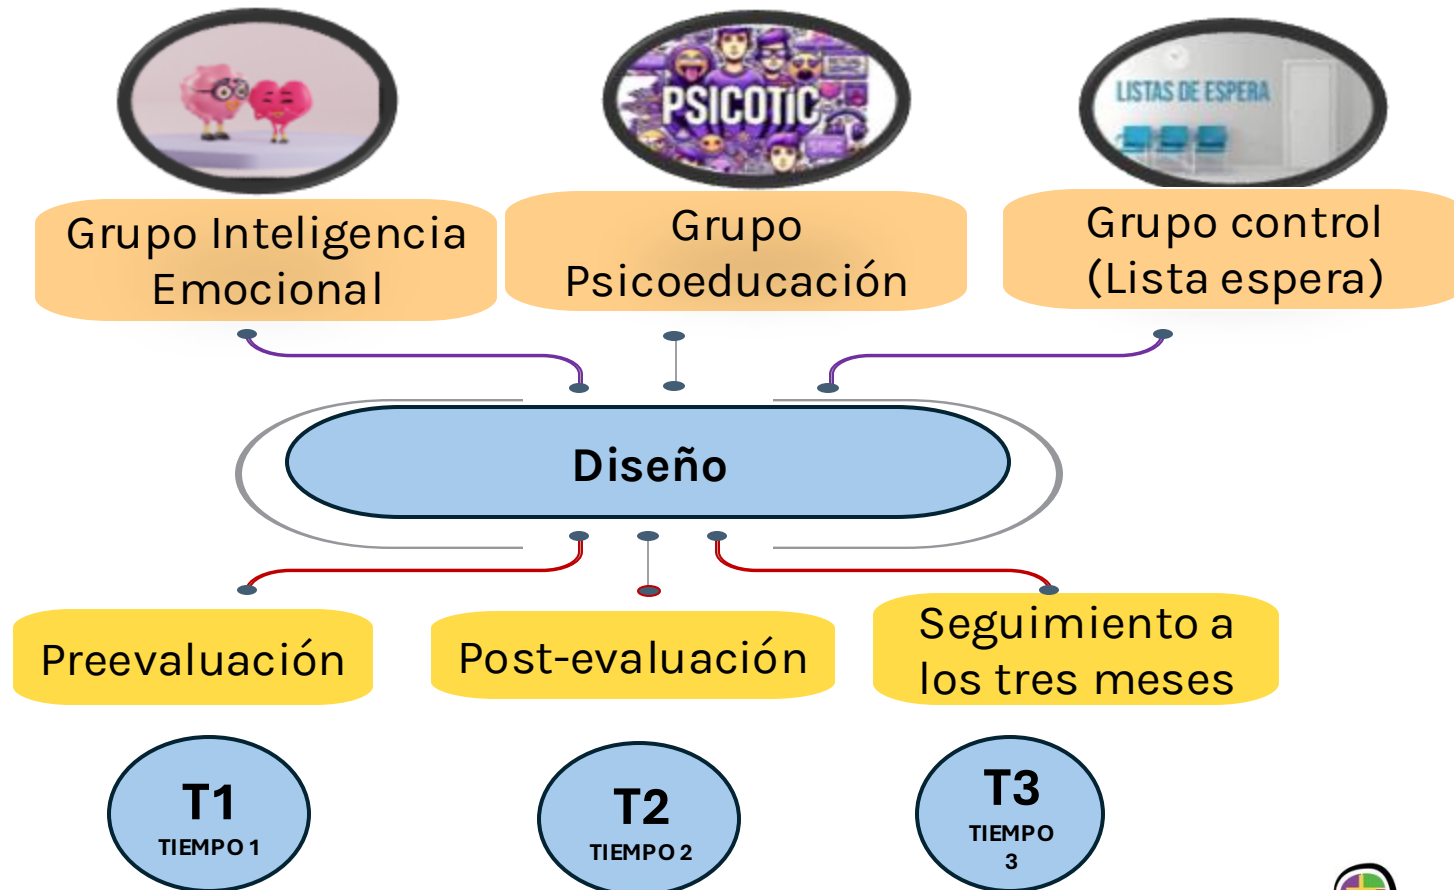 PSICOTIC
LISTAS DE ESPERA
Grupo Inteligencia
Emocional
Grupo
Psicoeducación
Grupo control
(Lista espera)
Diseño
Preevaluación
Post-evaluación
Seguimiento a
los tres meses
T1
TIEMPO 1
T2
TIEMPO 2
T3
TIEMPO
3